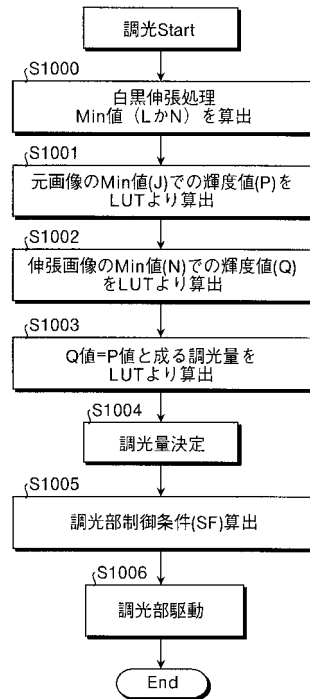 調光Start
S1000
白黒伸張処理
Min値（LかN）を算出
S1001
元画像のMin値(J)での輝度値(P)を
LUTより算出
S1002
伸張画像のMin値(N)での輝度値(Q)
をLUTより算出
S1003
Q値=P値と成る調光量を
LUTより算出
S1004
調光量決定
S1005
調光部制御条件(SF)算出
S1006
調光部駆動
End